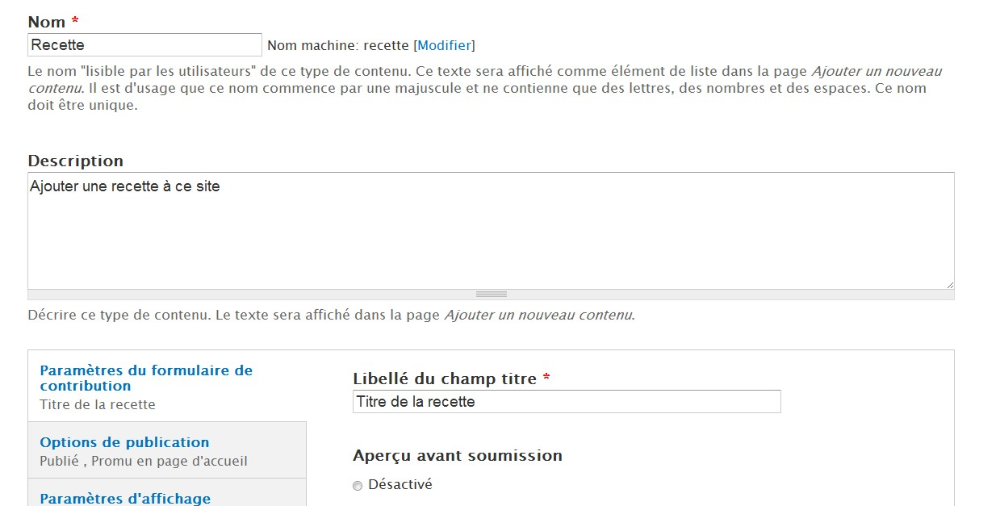 Nom *
Recette
Nom machine: recette [Modifier]
Le nom "lisible par les utilisateurs" de ce type de contenu. Ce texte sera affiché comme élément de liste dans la page Ajouter un nouveau
contenu. Il est d'usage que ce nom commence par une majuscule et ne contienne que des lettres, des nombres et des espaces. Ce nom
doit être unique.
Description
Ajouter une recette à ce site
Décrire ce type de contenu. Le texte sera affiché dans la page Ajouter un nouveau contenu.
Paramètres du formulaire de
contribution
Titre de la recette
Options de publication
Publié , Promu en page d'accueil
Paramètres d'affichage
Libellé du champ titre *
Titre de la recette
Aperçu avant soumission
Désactivé